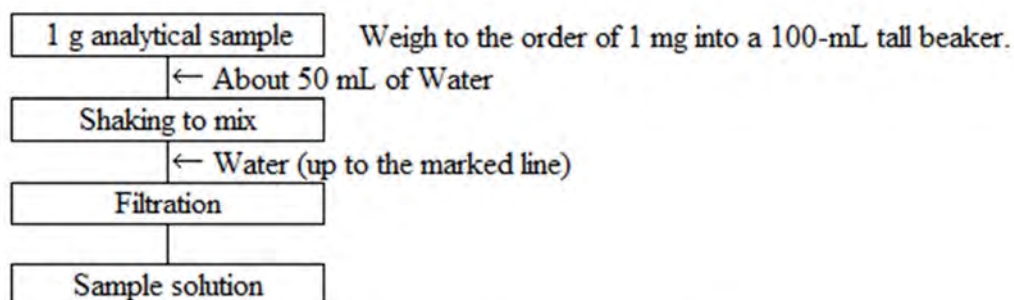 1 g analytical sample Weigh to the order of 1 mg into a 100-mL tall beaker.
← About 50 mL of Water
Shaking to mix
← Water (up to the marked line)
Filtration
Sample solution